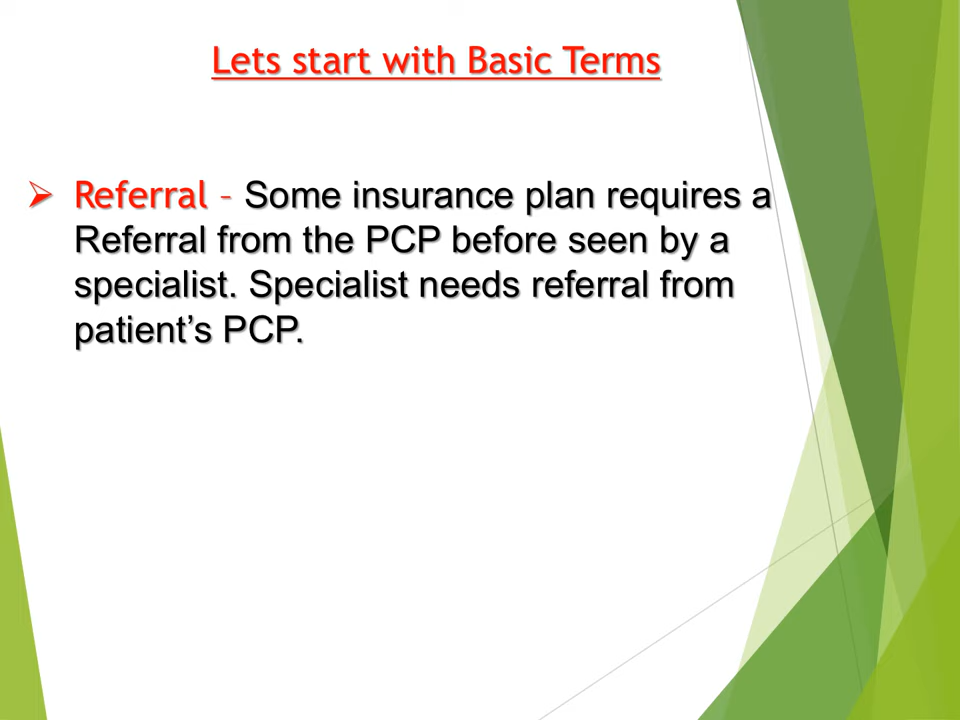 Lets start with Basic Terms
➢ Referral – Some insurance plan requires a
Referral from the PCP before seen by a
specialist. Specialist needs referral from
patient’s PCP.